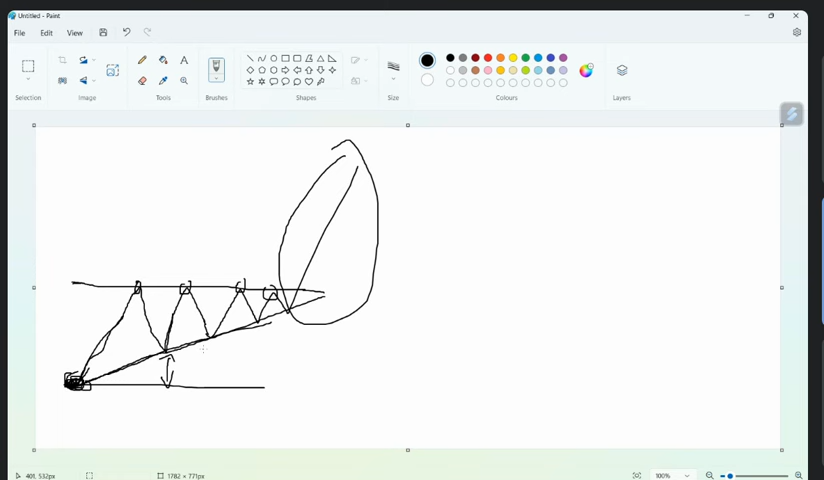 Untitled - Paint
File Edit View
Selection Image Tools Brushes Shapes Size Colours Layers
401, 532px 1782 × 771px 100%